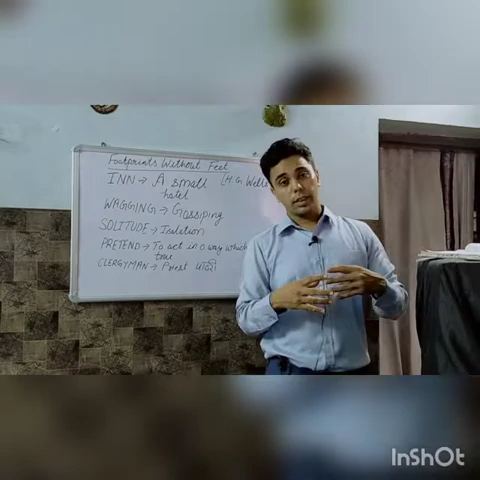 Footprints Without Feet
INN → A small [H.G. Wells
hotel
WAGGING → Gossiping
SOLITUDE → Isolation
PRETEND → To act in a way which
true
CLERGYMAN → Priest पादरी
InShOt